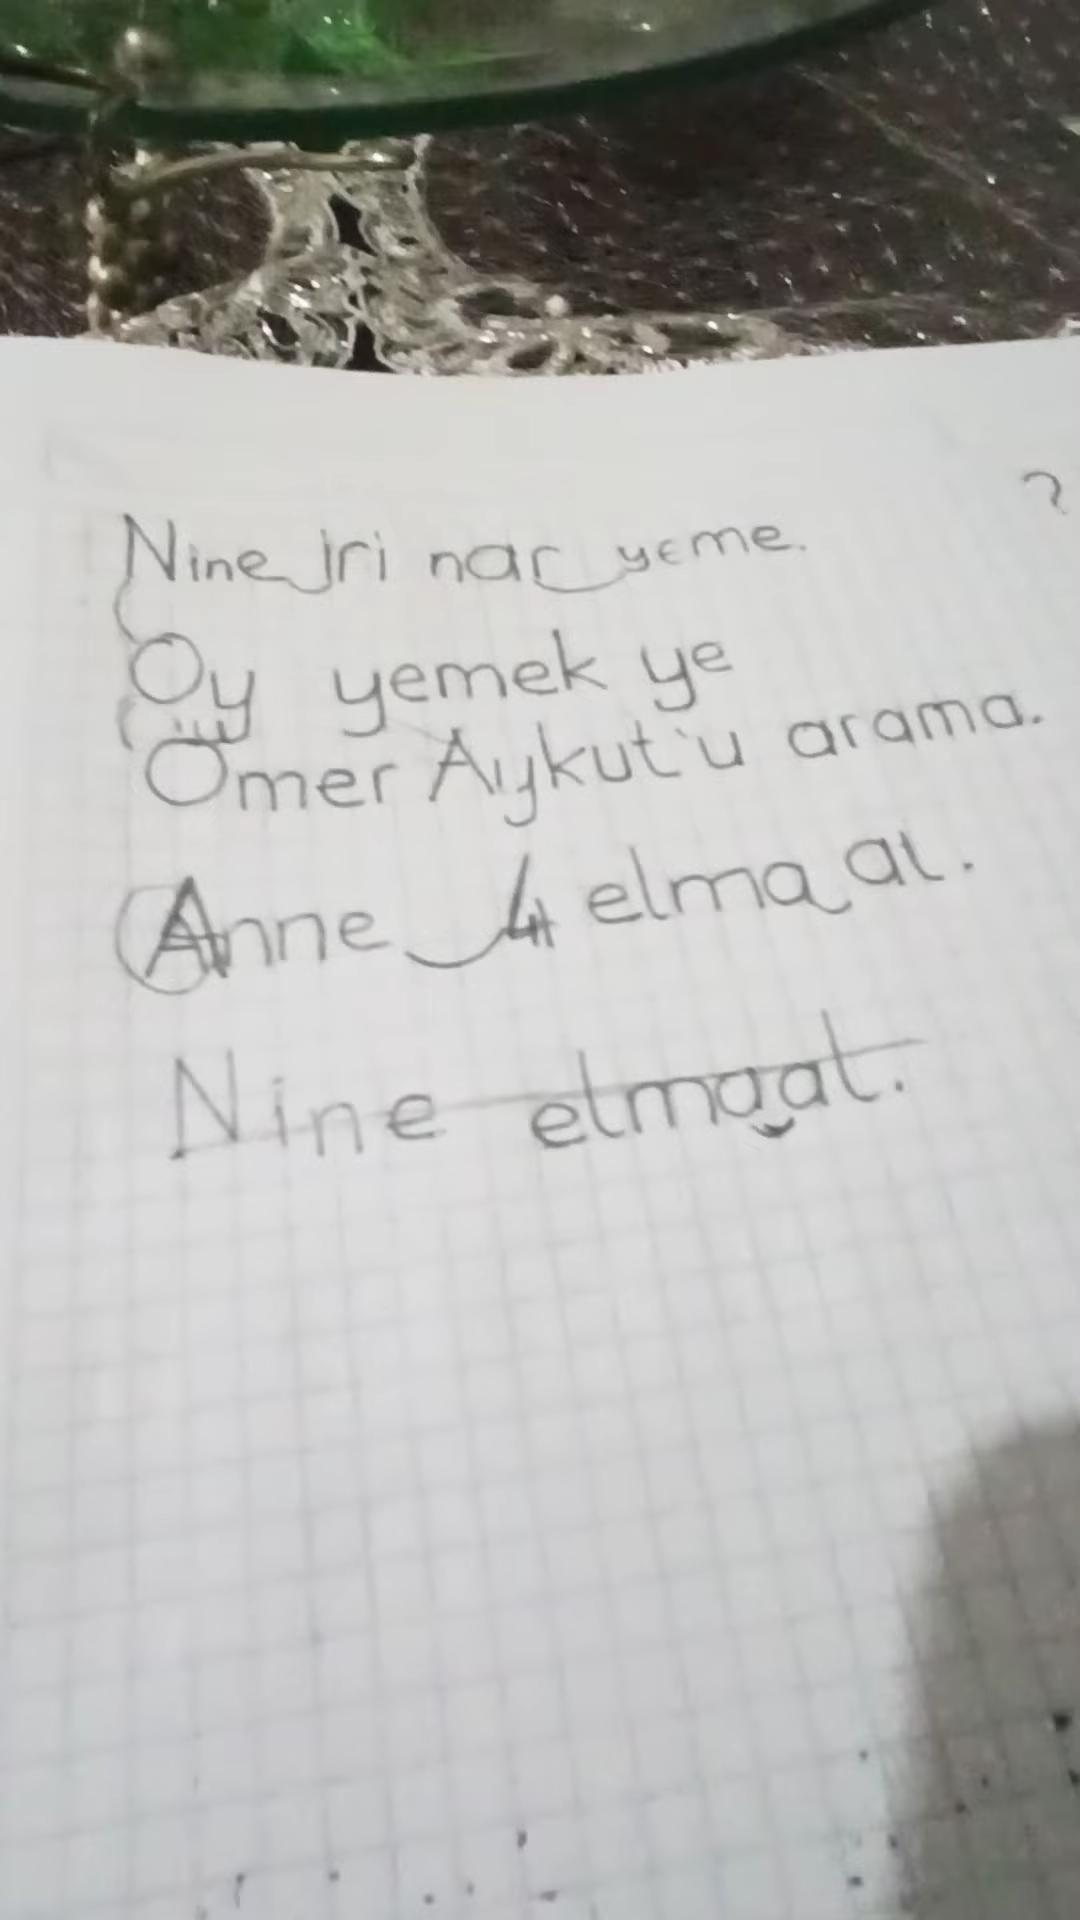 ?
Nine iri nar yeme.
Oy yemek ye
Ömer Aykut'u arama.
Anne 4 elma al.
Nine elma al.